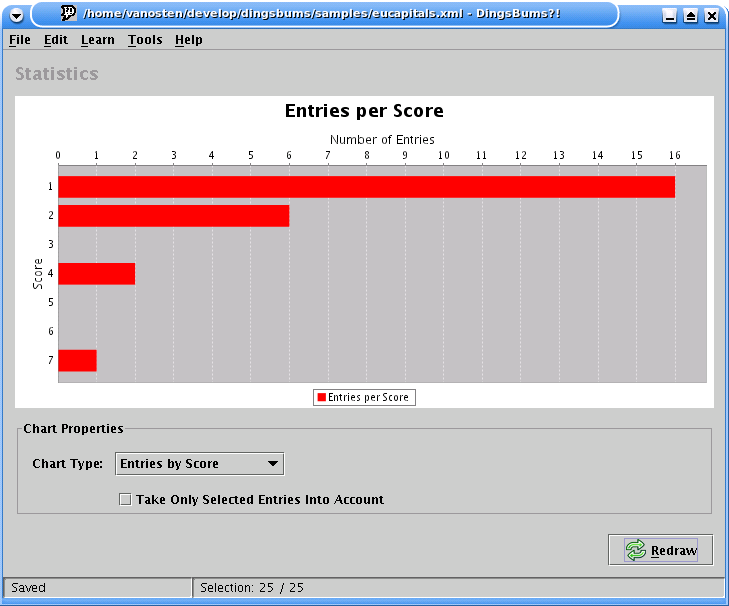 /home/vanosten/develop/dingsbums/samples/eucapitals.xml - DingsBums?!
File Edit Learn Tools Help
Statistics
Entries per Score
Number of Entries
0 1 2 3 4 5 6 7 8 9 10 11 12 13 14 15 16
Score
1
2
3
4
5
6
7
Entries per Score
Chart Properties
Chart Type: Entries by Score
Take Only Selected Entries Into Account
Redraw
Saved Selection: 25 / 25